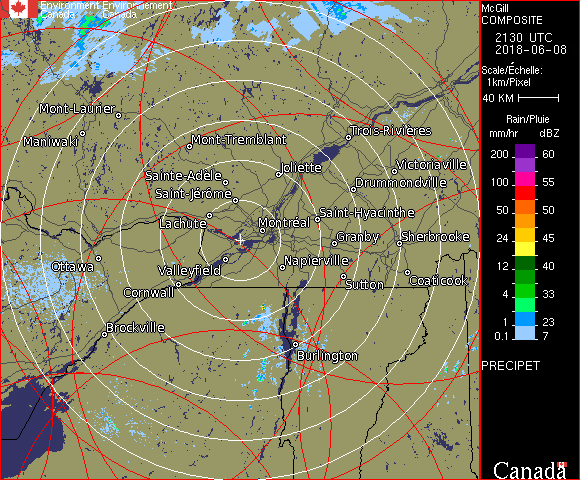 Environment Environnement
Canada Canada
McGill
COMPOSITE
2130 UTC
2018-06-08
Scale/Échelle:
1km/Pixel
40 KM
Rain/Pluie
mm/hr dBZ
200 60
100 55
50 50
24 45
12 40
4 33
1 23
0.1 7
PRECIPET
Canada
Mont-Laurier
Maniwaki
Mont-Tremblant
Trois-Rivières
Joliette
Victoriaville
Sainte-Adèle
Drummondville
Saint-Jérôme
Saint-Hyacinthe
Lachute
Montréal
Granby
Sherbrooke
Ottawa
Valleyfield
Napierville
Cornwall
Sutton
Coaticook
Brockville
Burlington